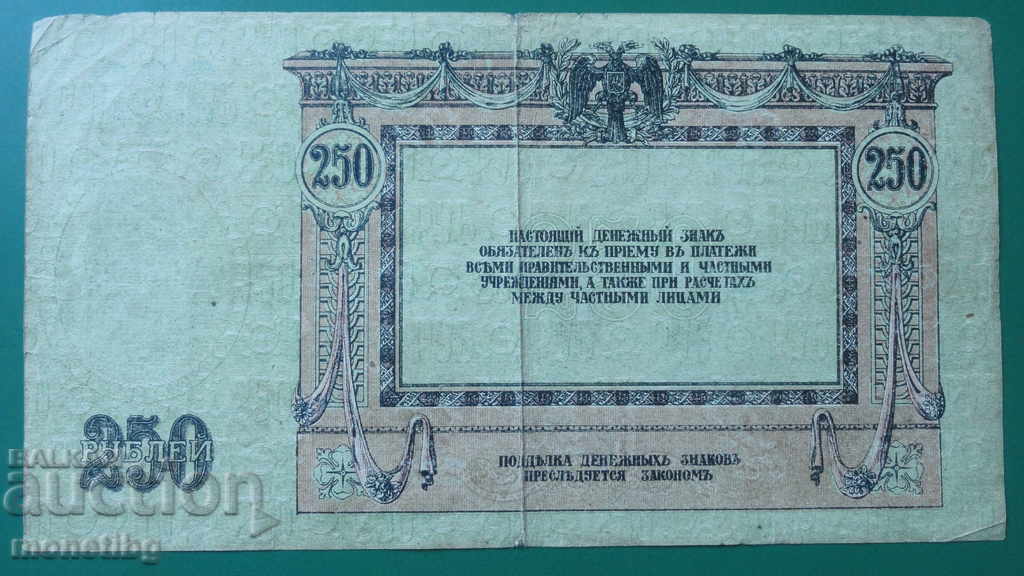 250
250
НАСТОЯЩІЙ ДЕНЕЖНЫЙ ЗНАКЪ
ОБЯЗАТЕЛЕНЪ КЪ ПРІЕМУ ВЪ ПЛАТЕЖИ
ВСѢМИ ПРАВИТЕЛЬСТВЕННЫМИ И ЧАСТНЫМИ
УЧРЕЖДЕНІЯМИ, А ТАКЖЕ ПРИ РАСЧЕТАХЪ
МЕЖДУ ЧАСТНЫМИ ЛИЦАМИ
250
РУБЛЕЙ
ПОДДѢЛКА ДЕНЕЖНЫХЪ ЗНАКОВЪ
ПРЕСЛѢДУЕТСЯ ЗАКОНОМЪ
auction
monetibg